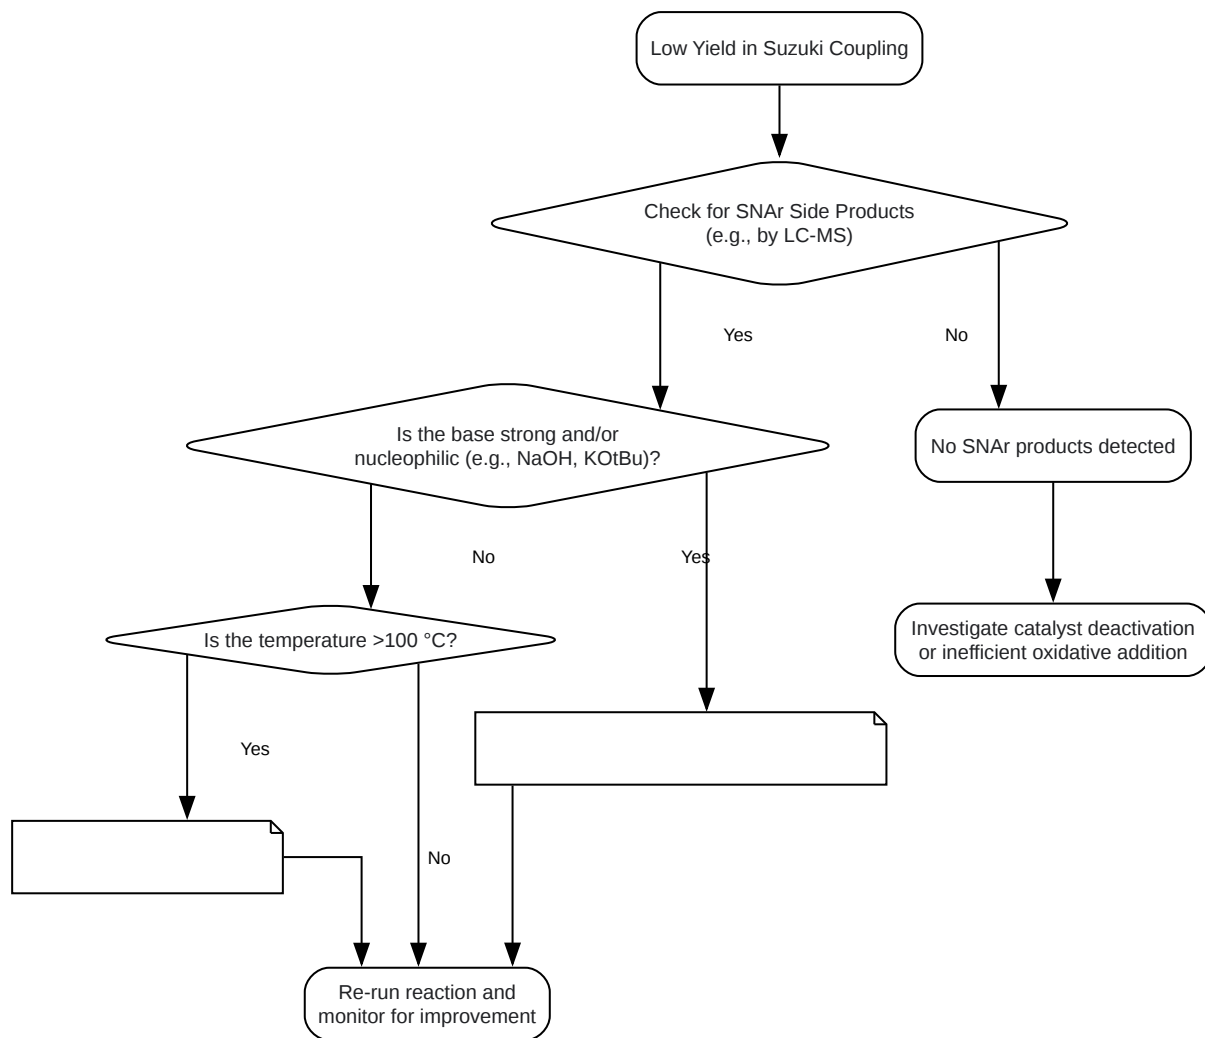 Low Yield in Suzuki Coupling
Check for SNAr Side Products
(e.g., by LC-MS)
Yes
No
Is the base strong and/or
nucleophilic (e.g., NaOH, KOtBu)?
No SNAr products detected
No
Yes
Is the temperature >100 °C?
Investigate catalyst deactivation
or inefficient oxidative addition
Yes
No
Re-run reaction and
monitor for improvement